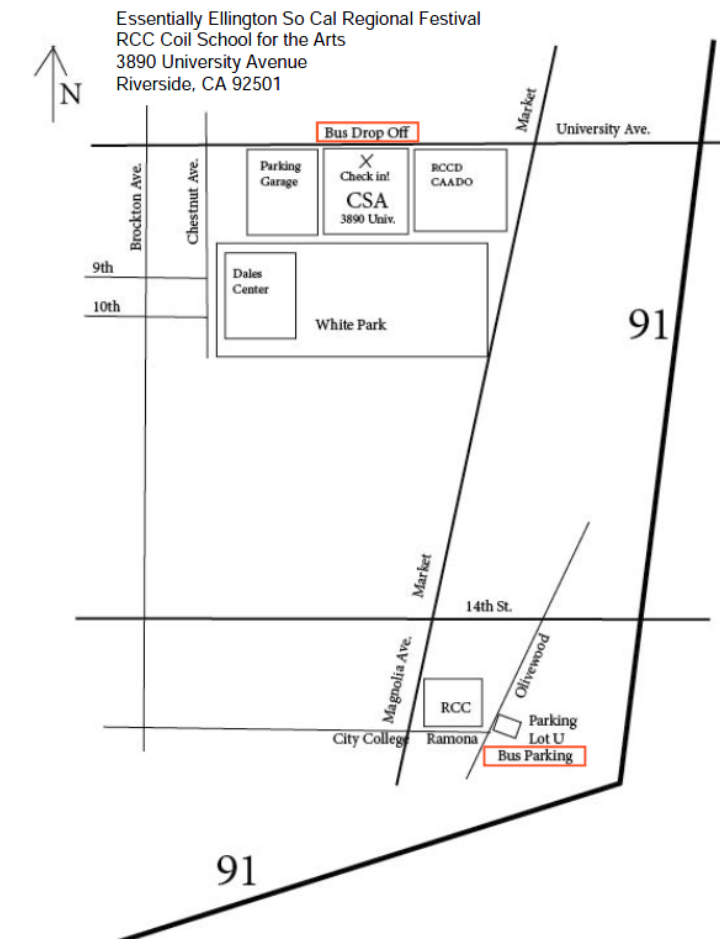 Essentially Ellington So Cal Regional Festival
RCC Coil School for the Arts
3890 University Avenue
Riverside, CA 92501
N
Bus Drop Off
Market
University Ave.
Brockton Ave.
Chestnut Ave.
Parking
Garage
X
Check in!
CSA
3890 Univ.
RCCD
CAADO
9th
10th
Dales
Center
White Park
91
Market
14th St.
Magnolia Ave.
Olivewood
RCC
City College
Ramona
Parking
Lot U
Bus Parking
91